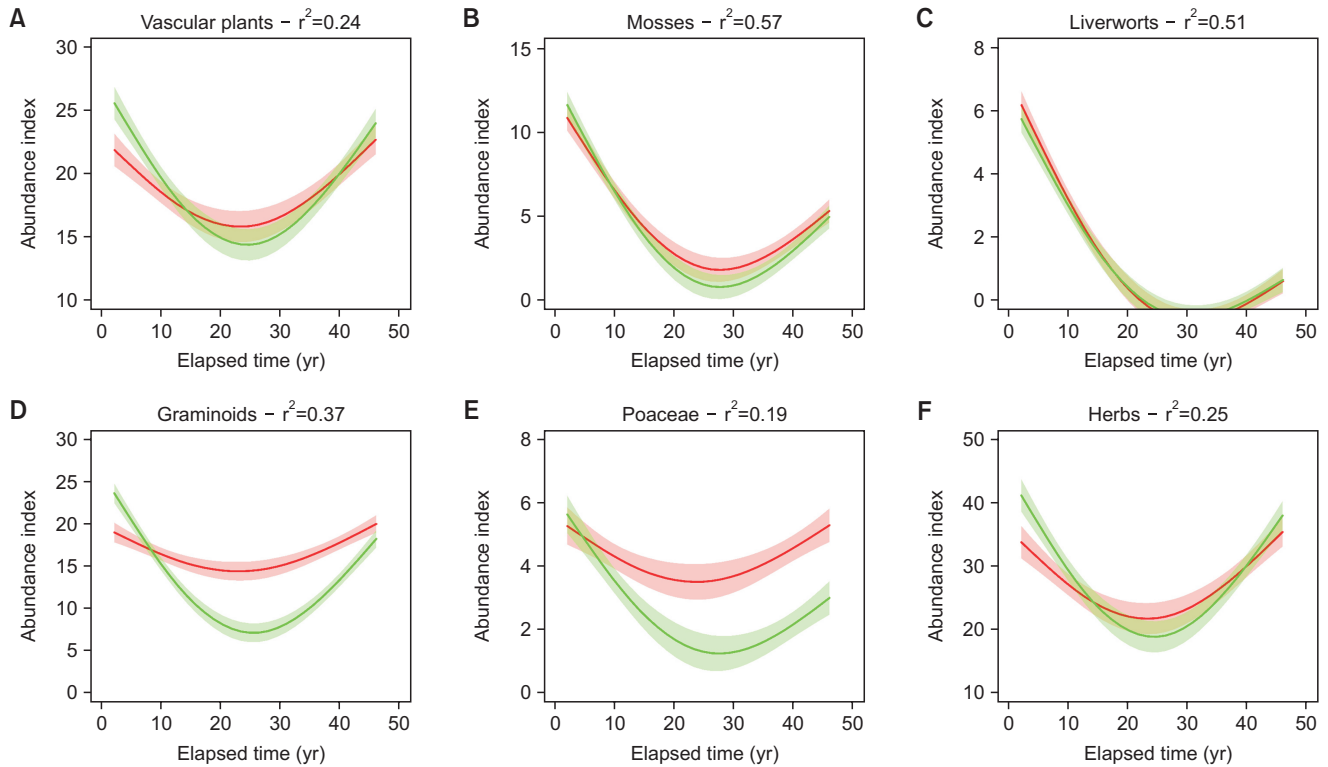 A
Vascular plants – r²=0.24
Abundance index
30
25
20
15
10
0 10 20 30 40 50
Elapsed time (yr)
B
Mosses – r²=0.57
Abundance index
15
10
5
0
0 10 20 30 40 50
Elapsed time (yr)
C
Liverworts – r²=0.51
Abundance index
8
6
4
2
0
0 10 20 30 40 50
Elapsed time (yr)
D
Graminoids – r²=0.37
Abundance index
30
25
20
15
10
5
0
0 10 20 30 40 50
Elapsed time (yr)
E
Poaceae – r²=0.19
Abundance index
8
6
4
2
0
0 10 20 30 40 50
Elapsed time (yr)
F
Herbs – r²=0.25
Abundance index
50
40
30
20
10
0 10 20 30 40 50
Elapsed time (yr)